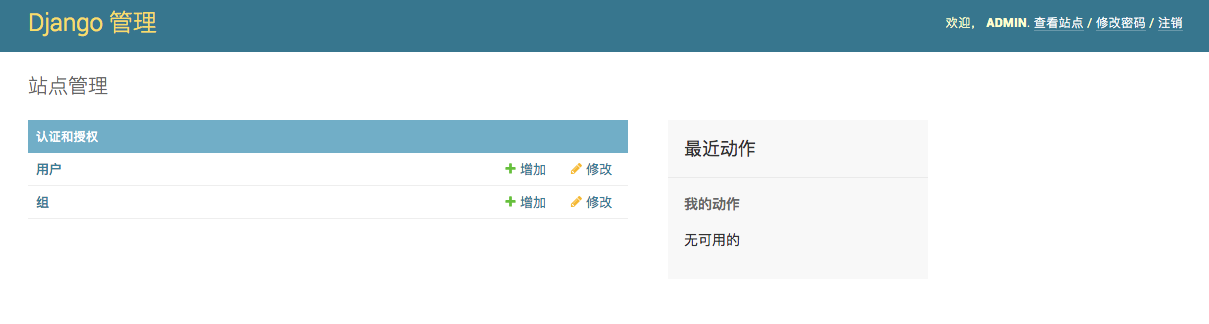 Django 管理
欢迎， ADMIN. 查看站点 / 修改密码 / 注销
站点管理
认证和授权
用户 增加 修改
组 增加 修改
最近动作
我的动作
无可用的